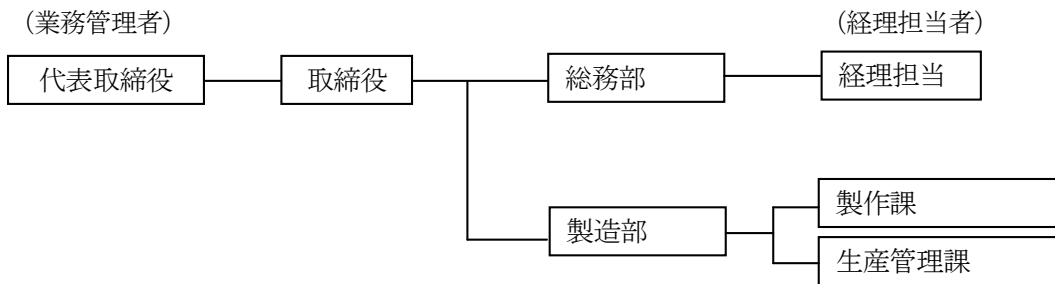 (業務管理者)
(経理担当者)
代表取締役
取締役
総務部
経理担当
製造部
製作課
生産管理課